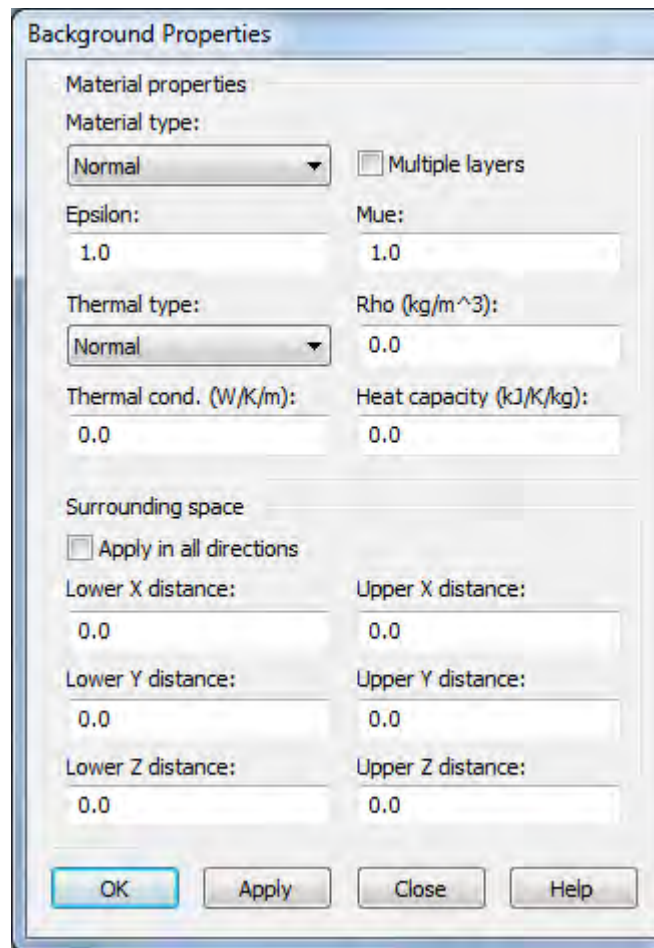 Background Properties
Material properties
Material type:
Normal Multiple layers
Epsilon: Mue:
1.0 1.0
Thermal type: Rho (kg/m^3):
Normal 0.0
Thermal cond. (W/K/m): Heat capacity (kJ/K/kg):
0.0 0.0
Surrounding space
Apply in all directions
Lower X distance: Upper X distance:
0.0 0.0
Lower Y distance: Upper Y distance:
0.0 0.0
Lower Z distance: Upper Z distance:
0.0 0.0
OK Apply Close Help